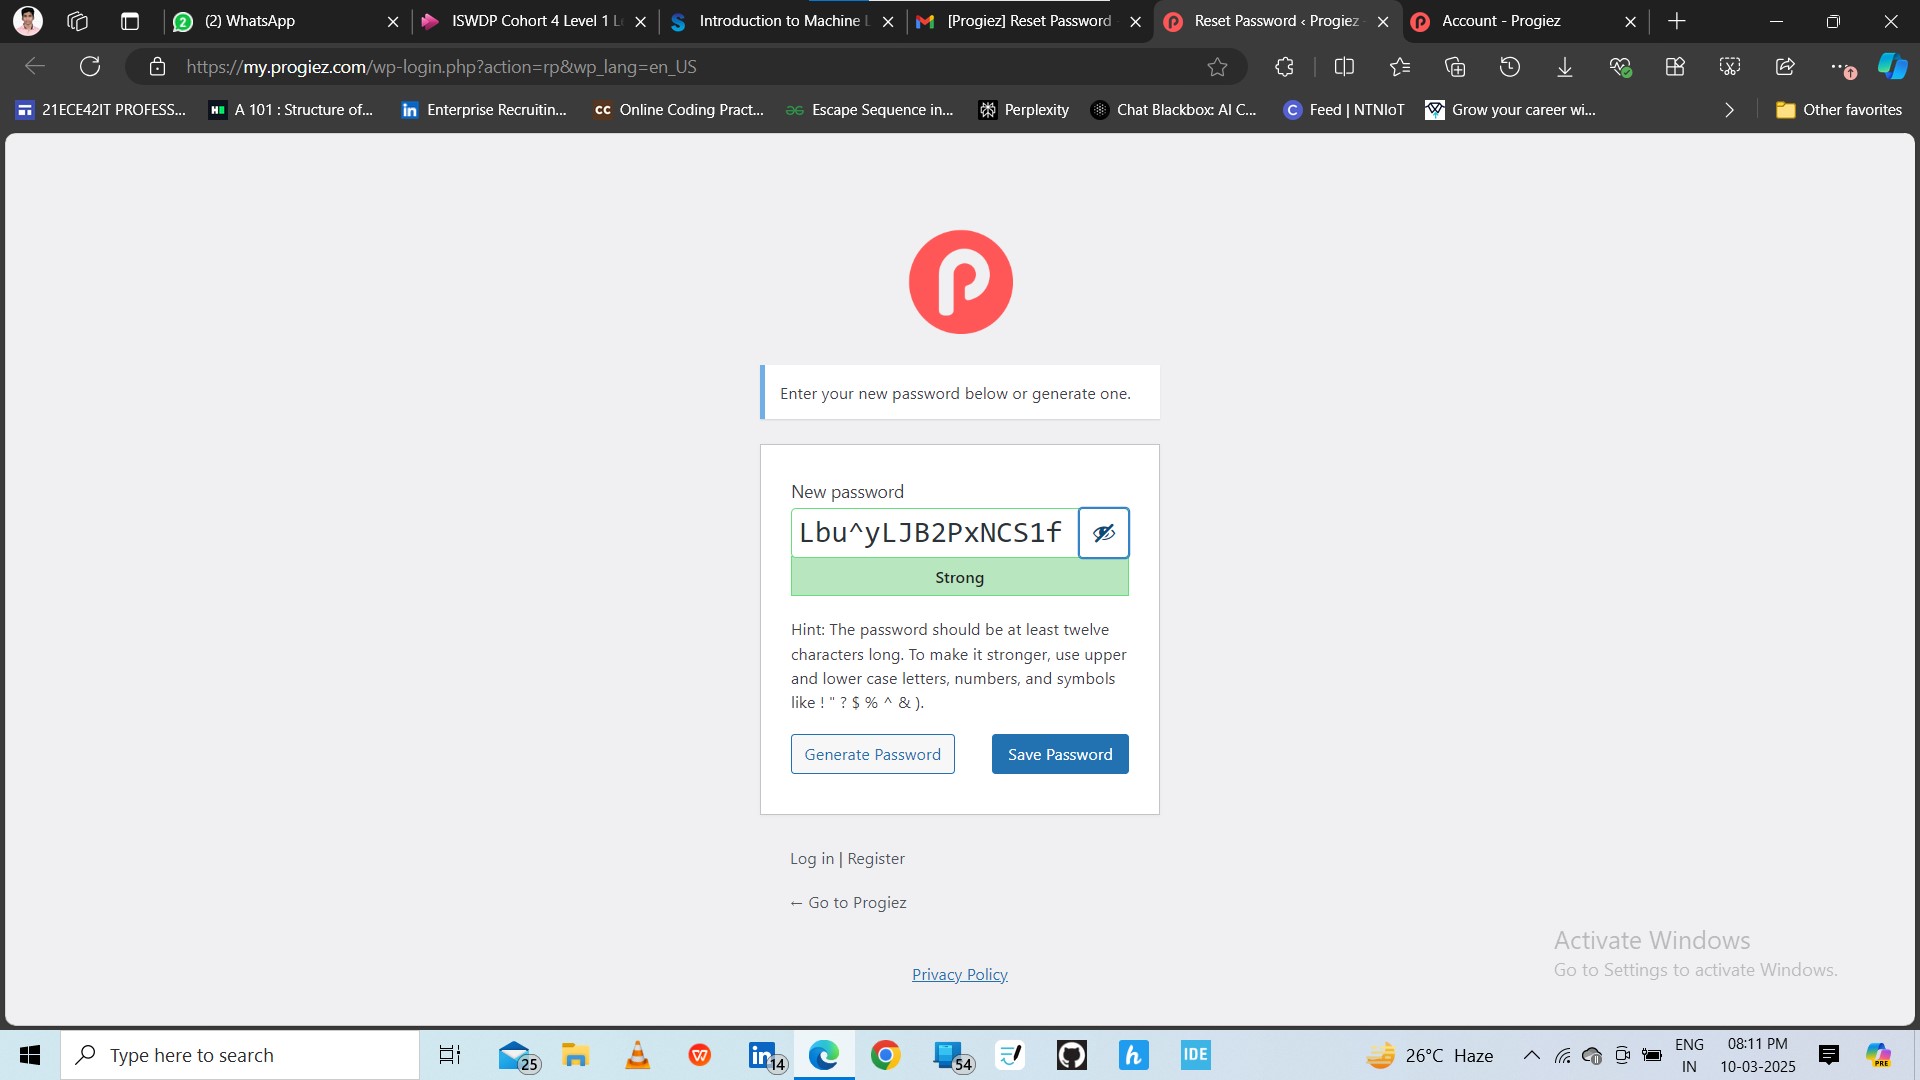 (2) WhatsApp
ISWDP Cohort 4 Level 1 L
Introduction to Machine L
[Progiez] Reset Password
Reset Password ‹ Progiez
Account - Progiez
https://my.progiez.com/wp-login.php?action=rp&wp_lang=en_US
21ECE42IT PROFESS...
A 101 : Structure of...
Enterprise Recruitin...
Online Coding Pract...
Escape Sequence in...
Perplexity
Chat Blackbox: AI C...
Feed | NTNIoT
Grow your career wi...
Other favorites
Enter your new password below or generate one.
New password
Lbu^yLJB2PxNCS1f
Strong
Hint: The password should be at least twelve
characters long. To make it stronger, use upper
and lower case letters, numbers, and symbols
like ! " ? $ % ^ & ).
Generate Password
Save Password
Log in | Register
← Go to Progiez
Privacy Policy
Activate Windows
Go to Settings to activate Windows.
Type here to search
25
14
54
IDE
26°C Haze
ENG
IN
08:11 PM
10-03-2025